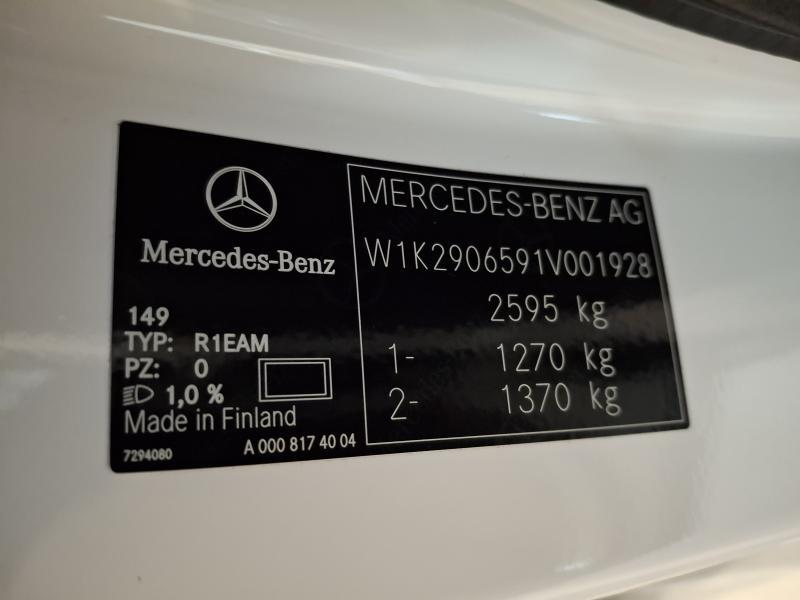 Mercedes-Benz
149
TYP: R1EAM
PZ: 0
1,0 %
Made in Finland
7294080
A 000 817 40 04
MERCEDES-BENZ AG
W1K2906591V001928
2595 kg
1- 1270 kg
2- 1370 kg